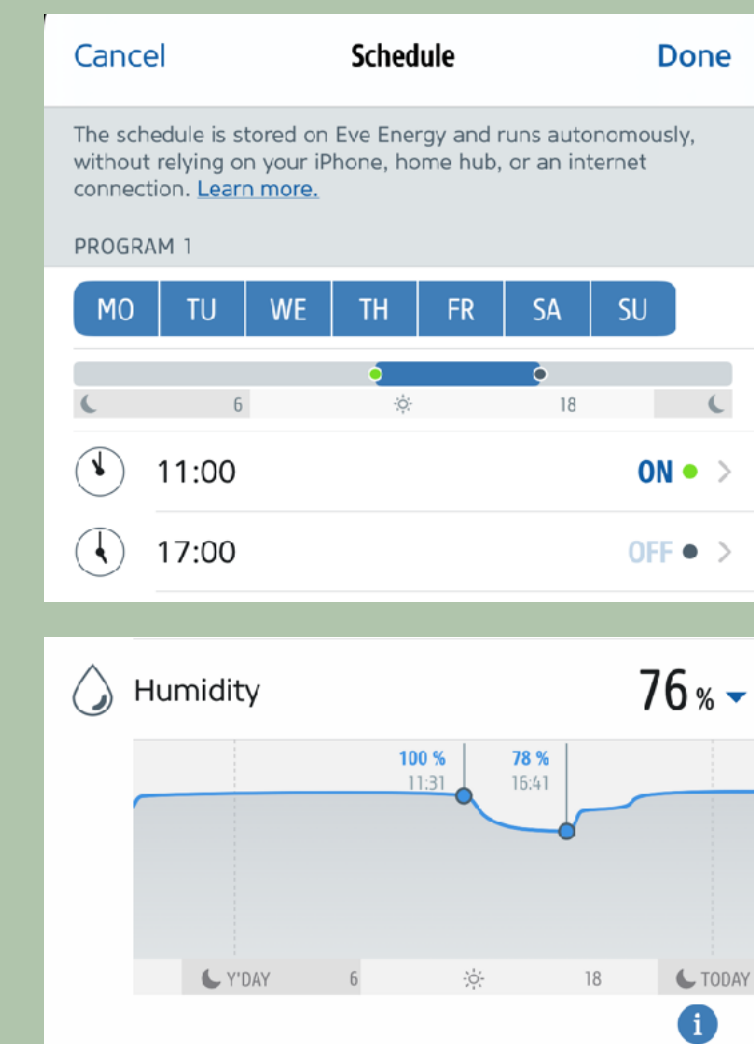 Cancel Schedule Done
The schedule is stored on Eve Energy and runs autonomously,
without relying on your iPhone, home hub, or an internet
connection. Learn more.
PROGRAM 1
MO TU WE TH FR SA SU
6 18
11:00 ON
17:00 OFF
Humidity 76 %
100 % 78 %
11:31 16:41
Y'DAY 6 18 TODAY
i